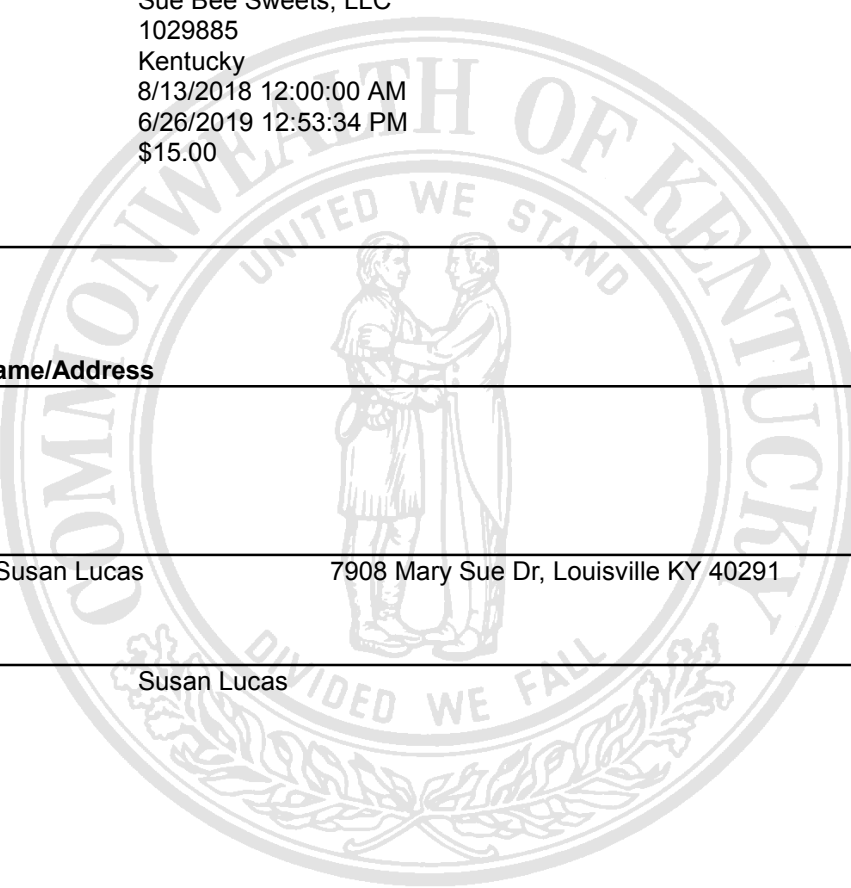 Sue Bee Sweets, LLC
1029885
Kentucky
8/13/2018 12:00:00 AM
6/26/2019 12:53:34 PM
$15.00
COMMONWEALTH OF KENTUCKY
UNITED WE STAND
ame/Address
Susan Lucas 7908 Mary Sue Dr, Louisville KY 40291
Susan Lucas
DIVIDED WE FALL